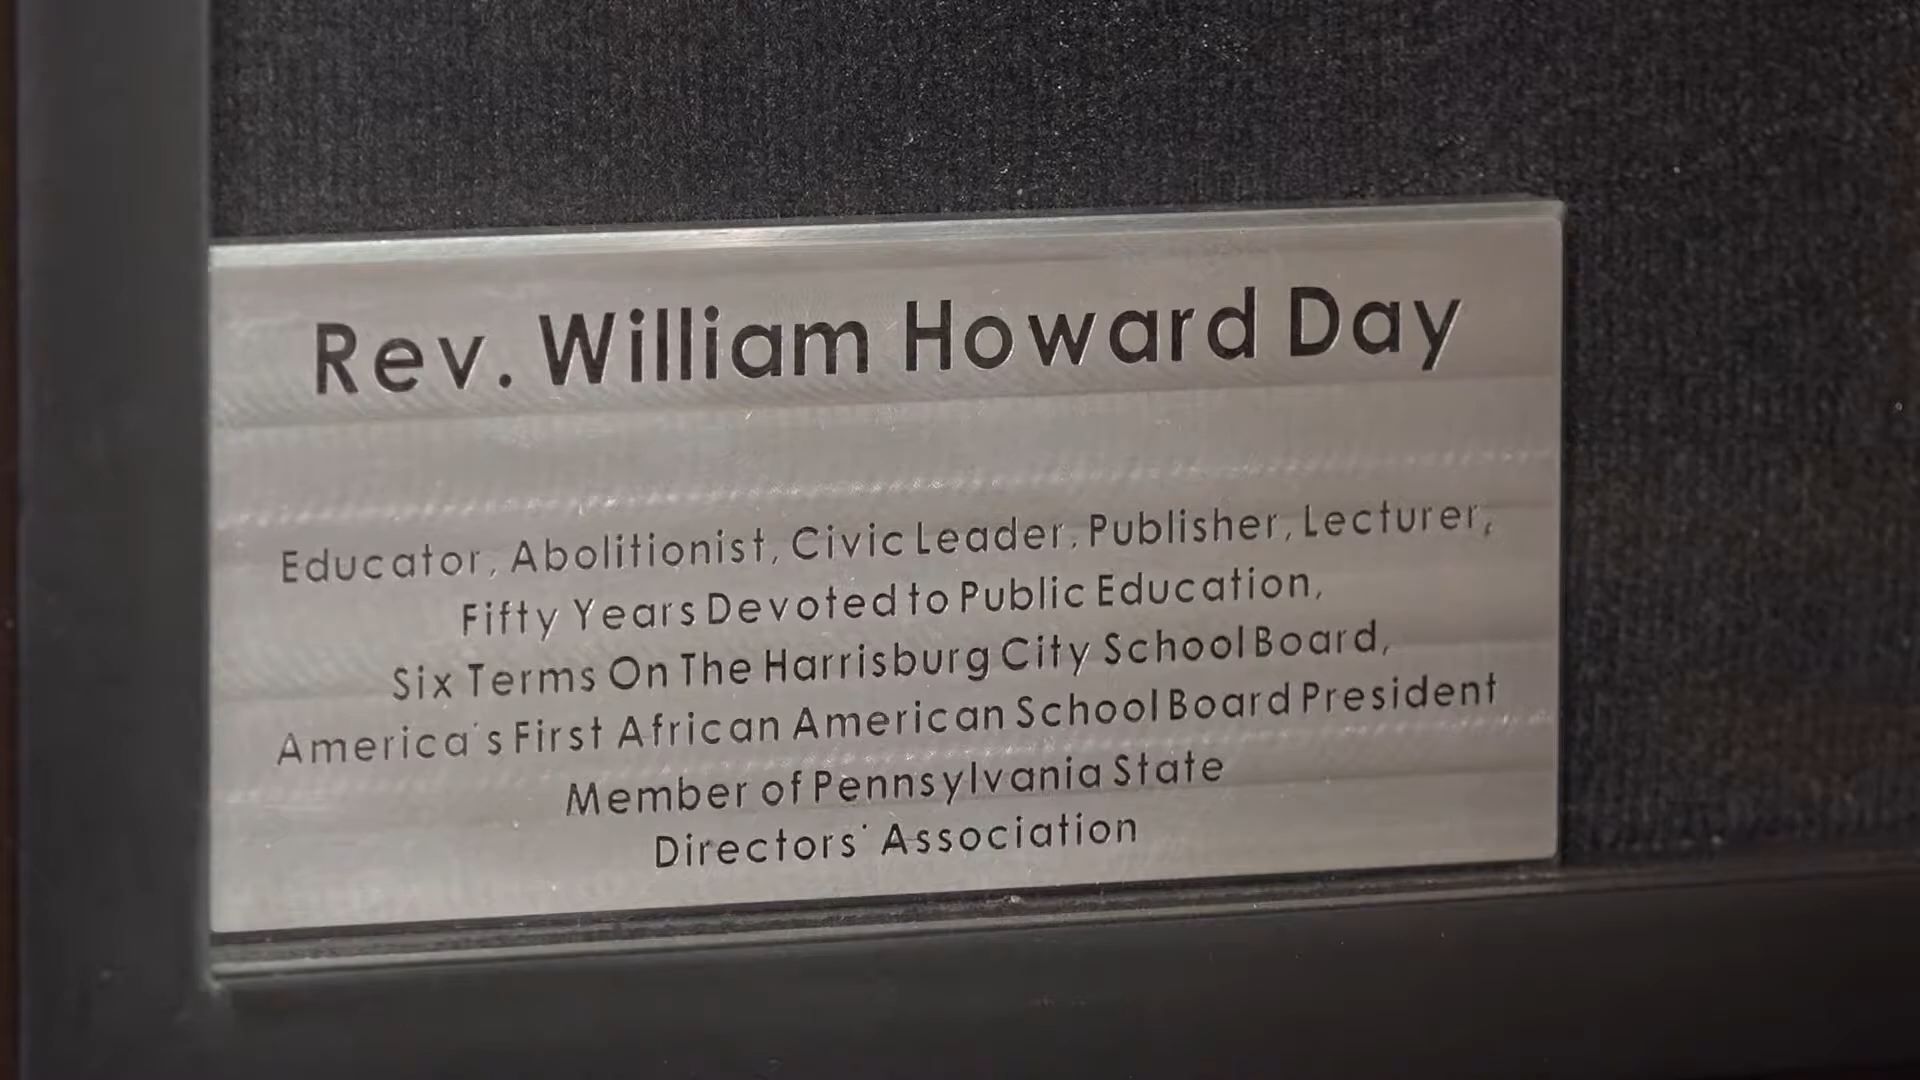 Rev. William Howard Day
Educator, Abolitionist, Civic Leader, Publisher, Lecturer,
Fifty Years Devoted to Public Education,
Six Terms On The Harrisburg City School Board,
America's First African American School Board President
Member of Pennsylvania State
Directors' Association